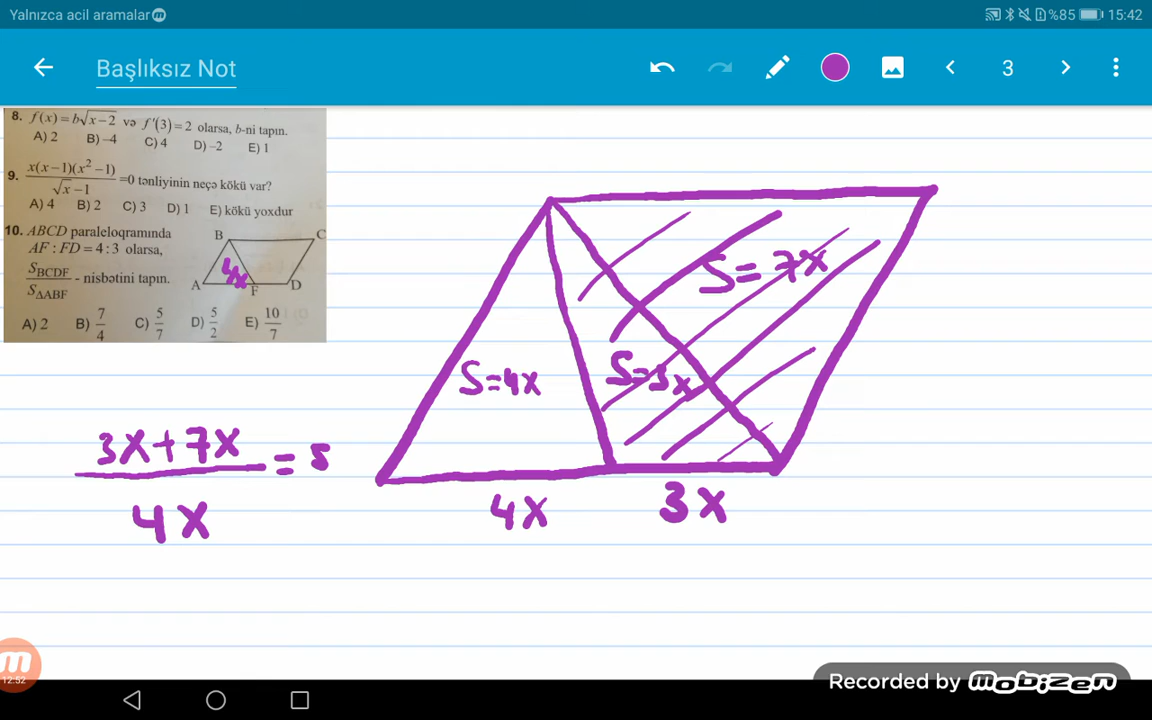 Yalnızca acil aramalar
%85 15:42
Başlıksız Not
3
8. f(x)=b√x−2 və f′(3)=2 olarsa, b-ni tapın.
A) 2 B) −4 C) 4 D) −2 E) 1
9. x(x−1)(x²−1)/√x−1 =0 tənliyinin neçə kökü var?
A) 4 B) 2 C) 3 D) 1 E) kökü yoxdur
10. ABCD paraleloqramında
AF : FD = 4 : 3 olarsa,
S_BCDF/S_ΔABF - nisbətini tapın.
B C
4x
A F D
A) 2 B) 7/4 C) 5/7 D) 5/2 E) 10/7
S=7x
S=4x
S=3x
4x 3x
3x+7x/4x = 5
12:52
Recorded by mobizen